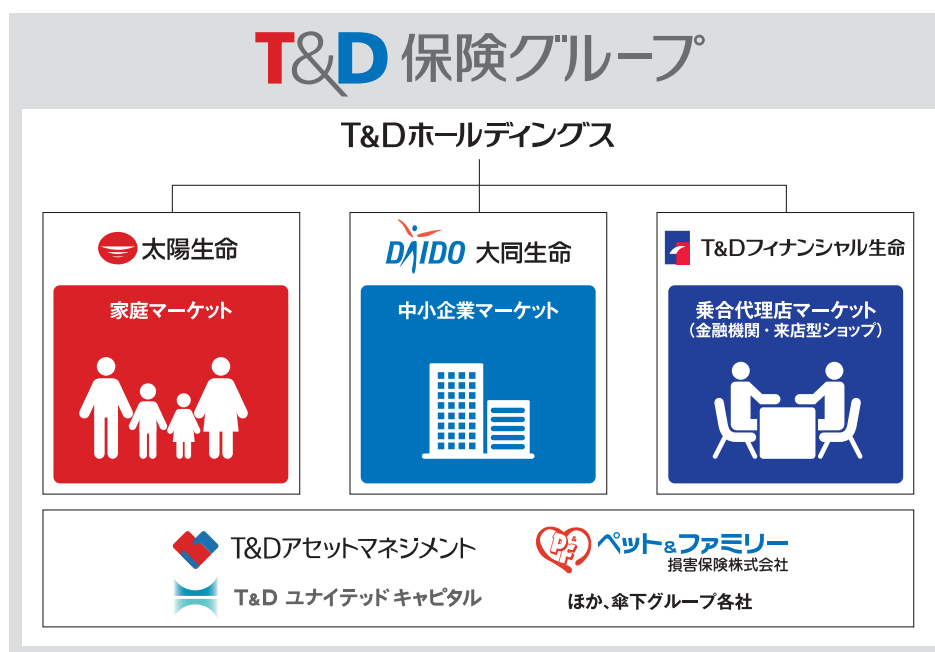 T&D 保険グループ
T&Dホールディングス
太陽生命
家庭マーケット
DAIDO 大同生命
中小企業マーケット
T&Dフィナンシャル生命
乗合代理店マーケット
（金融機関・来店型ショップ）
T&Dアセットマネジメント
T&D ユナイテッド キャピタル
P&F ペット&ファミリー
損害保険株式会社
ほか、傘下グループ各社